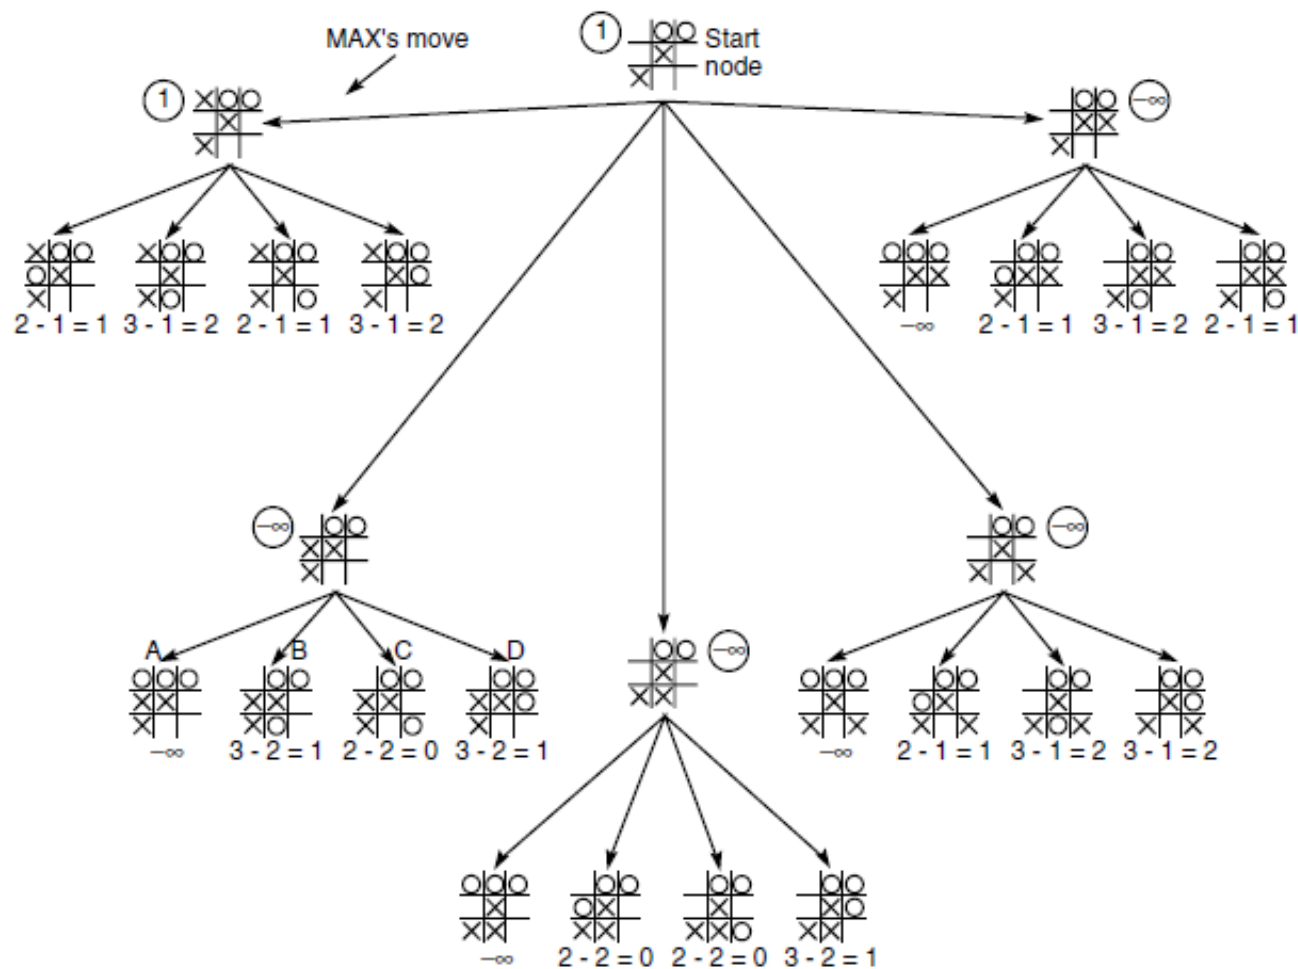 MAX's move
1
Start
node
1
X O O
X
X
O O
X
X
−∞
O O
X X
X
X O O
O X
X
2 - 1 = 1
X O O
X
X O
3 - 1 = 2
X O O
X
X O
2 - 1 = 1
X O O
X O
X
3 - 1 = 2
O O O
X X
X
−∞
O O
O X X
X
2 - 1 = 1
O O
X X
X O
3 - 1 = 2
O O
X X
X O
2 - 1 = 1
−∞
O O
X X
X
O O
X
X X
−∞
A
O O O
X X
X
−∞
B
O O
X X
X O
3 - 2 = 1
C
O O
X X
X O
2 - 2 = 0
D
O O
X X O
X
3 - 2 = 1
O O
X
X X
−∞
O O O
X
X X
−∞
O O
O X
X X
2 - 1 = 1
O O
X
X O X
3 - 1 = 2
O O
X O
X X
3 - 1 = 2
O O O
X
X X
−∞
O O
O X
X X
2 - 2 = 0
O O
X
X X O
2 - 2 = 0
O O
X O
X X
3 - 2 = 1